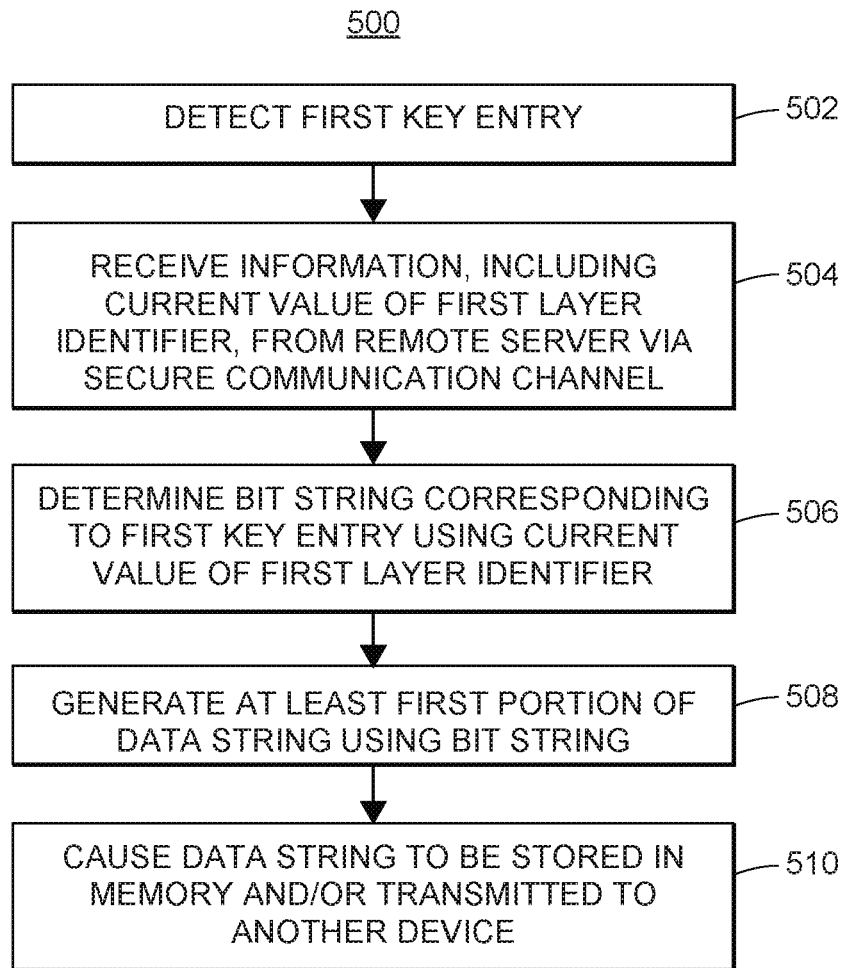 500
DETECT FIRST KEY ENTRY
502
RECEIVE INFORMATION, INCLUDING
CURRENT VALUE OF FIRST LAYER
IDENTIFIER, FROM REMOTE SERVER VIA
SECURE COMMUNICATION CHANNEL
504
DETERMINE BIT STRING CORRESPONDING
TO FIRST KEY ENTRY USING CURRENT
VALUE OF FIRST LAYER IDENTIFIER
506
GENERATE AT LEAST FIRST PORTION OF
DATA STRING USING BIT STRING
508
CAUSE DATA STRING TO BE STORED IN
MEMORY AND/OR TRANSMITTED TO
ANOTHER DEVICE
510